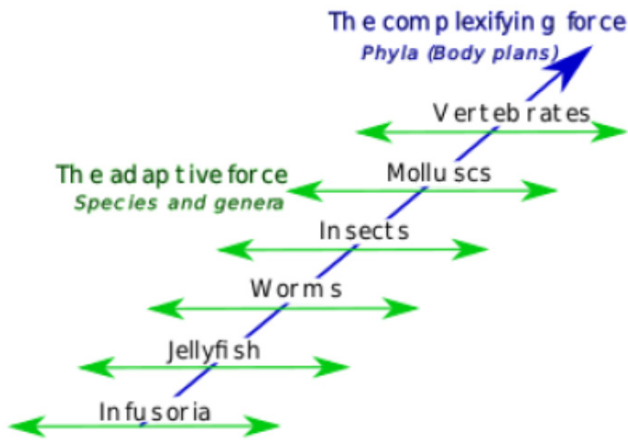 The complexifying force
Phyla (Body plans)
Vertebrates
The adaptive force
Species and genera
Molluscs
Insects
Worms
Jellyfish
Infusoria